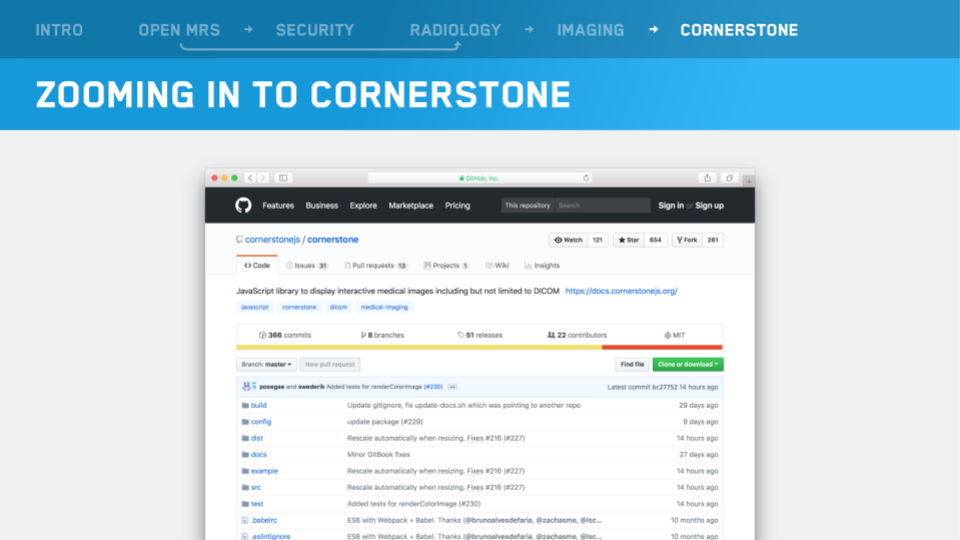 INTRO OPEN MRS → SECURITY RADIOLOGY → IMAGING → CORNERSTONE
ZOOMING IN TO CORNERSTONE
GitHub, Inc.
Features Business Explore Marketplace Pricing This repository Search Sign in or Sign up
cornerstonejs / cornerstone Watch 121 Star 654 Fork 261
Code Issues 31 Pull requests 13 Projects 1 Wiki Insights
JavaScript library to display interactive medical images including but not limited to DICOM https://docs.cornerstonejs.org/
javascript cornerstone dicom medical-imaging
366 commits 8 branches 51 releases 22 contributors MIT
Branch: master New pull request Find file Clone or download
posegae and swederik Added tests for renderColorImage (#230) Latest commit bc27752 14 hours ago
build Update gitignore, fix update-docs.sh which was pointing to another repo 29 days ago
config update package (#229) 9 days ago
dist Rescale automatically when resizing. Fixes #216 (#227) 14 hours ago
docs Minor GitBook fixes 27 days ago
example Rescale automatically when resizing. Fixes #216 (#227) 14 hours ago
src Rescale automatically when resizing. Fixes #216 (#227) 14 hours ago
test Added tests for renderColorImage (#230) 14 hours ago
.babelrc ES6 with Webpack + Babel. Thanks (@brunoalvesdefaria, @zachasme, @lsc... 10 months ago
.eslintignore ES6 with Webpack + Babel. Thanks (@brunoalvesdefaria, @zachasme, @lsc... 10 months ago